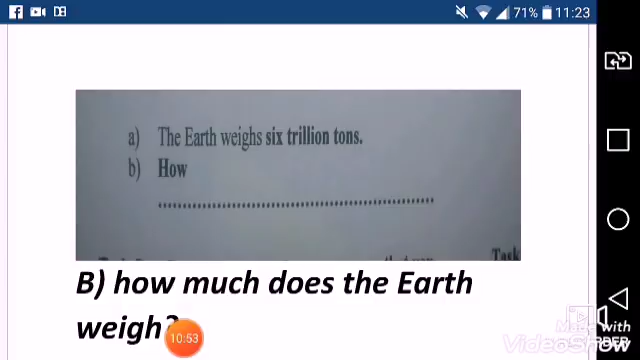 71% 11:23
a) The Earth weighs six trillion tons.
b) How
Task
B) how much does the Earth
weigh?
10:53
Made with
VideoShow